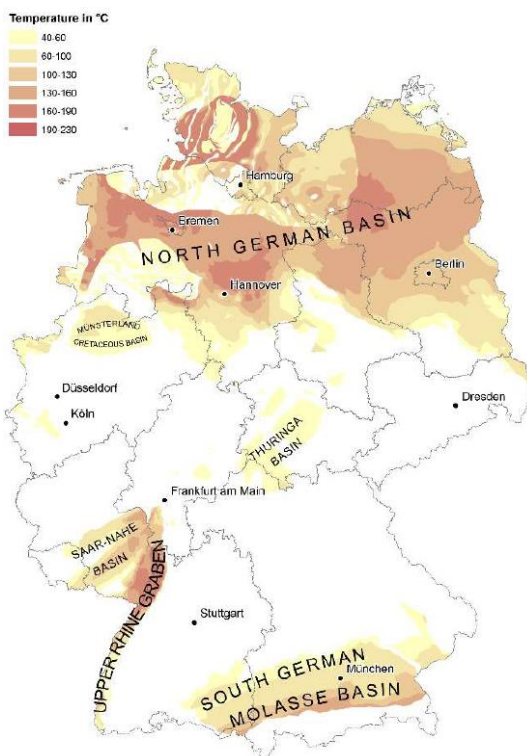 Temperature in °C
40-60
60-100
100-130
130-160
160-190
190-230
Hamburg
Bremen
NORTH GERMAN BASIN
Berlin
Hannover
MÜNSTERLAND
CRETACEOUS BASIN
Düsseldorf
Köln
Dresden
THURINGA
BASIN
Frankfurt am Main
SAAR-NAHE
BASIN
UPPER RHINE GRABEN
Stuttgart
SOUTH GERMAN
München
MOLASSE BASIN